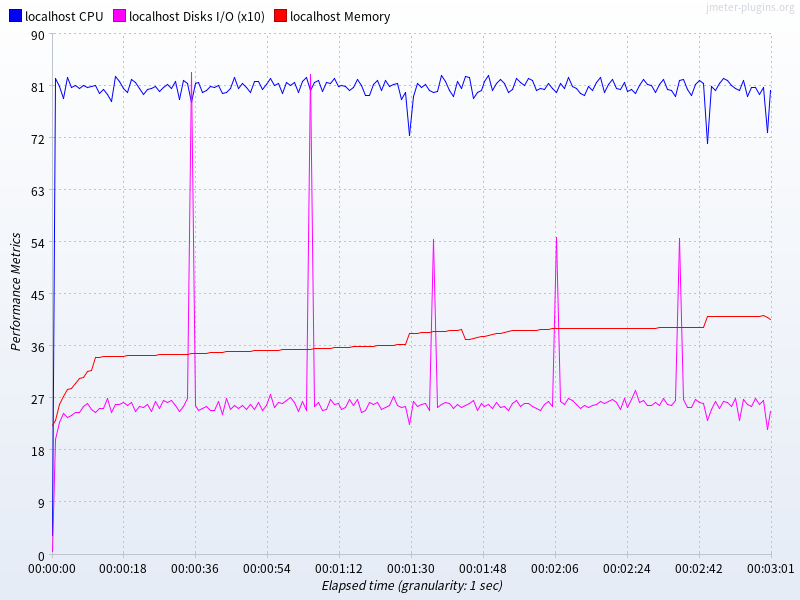 jmeter-plugins.org
localhost CPU localhost Disks I/O (x10) localhost Memory
90
81
72
63
54
45
36
27
18
9
0
Performance Metrics
00:00:00 00:00:18 00:00:36 00:00:54 00:01:12 00:01:30 00:01:48 00:02:06 00:02:24 00:02:42 00:03:01
Elapsed time (granularity: 1 sec)